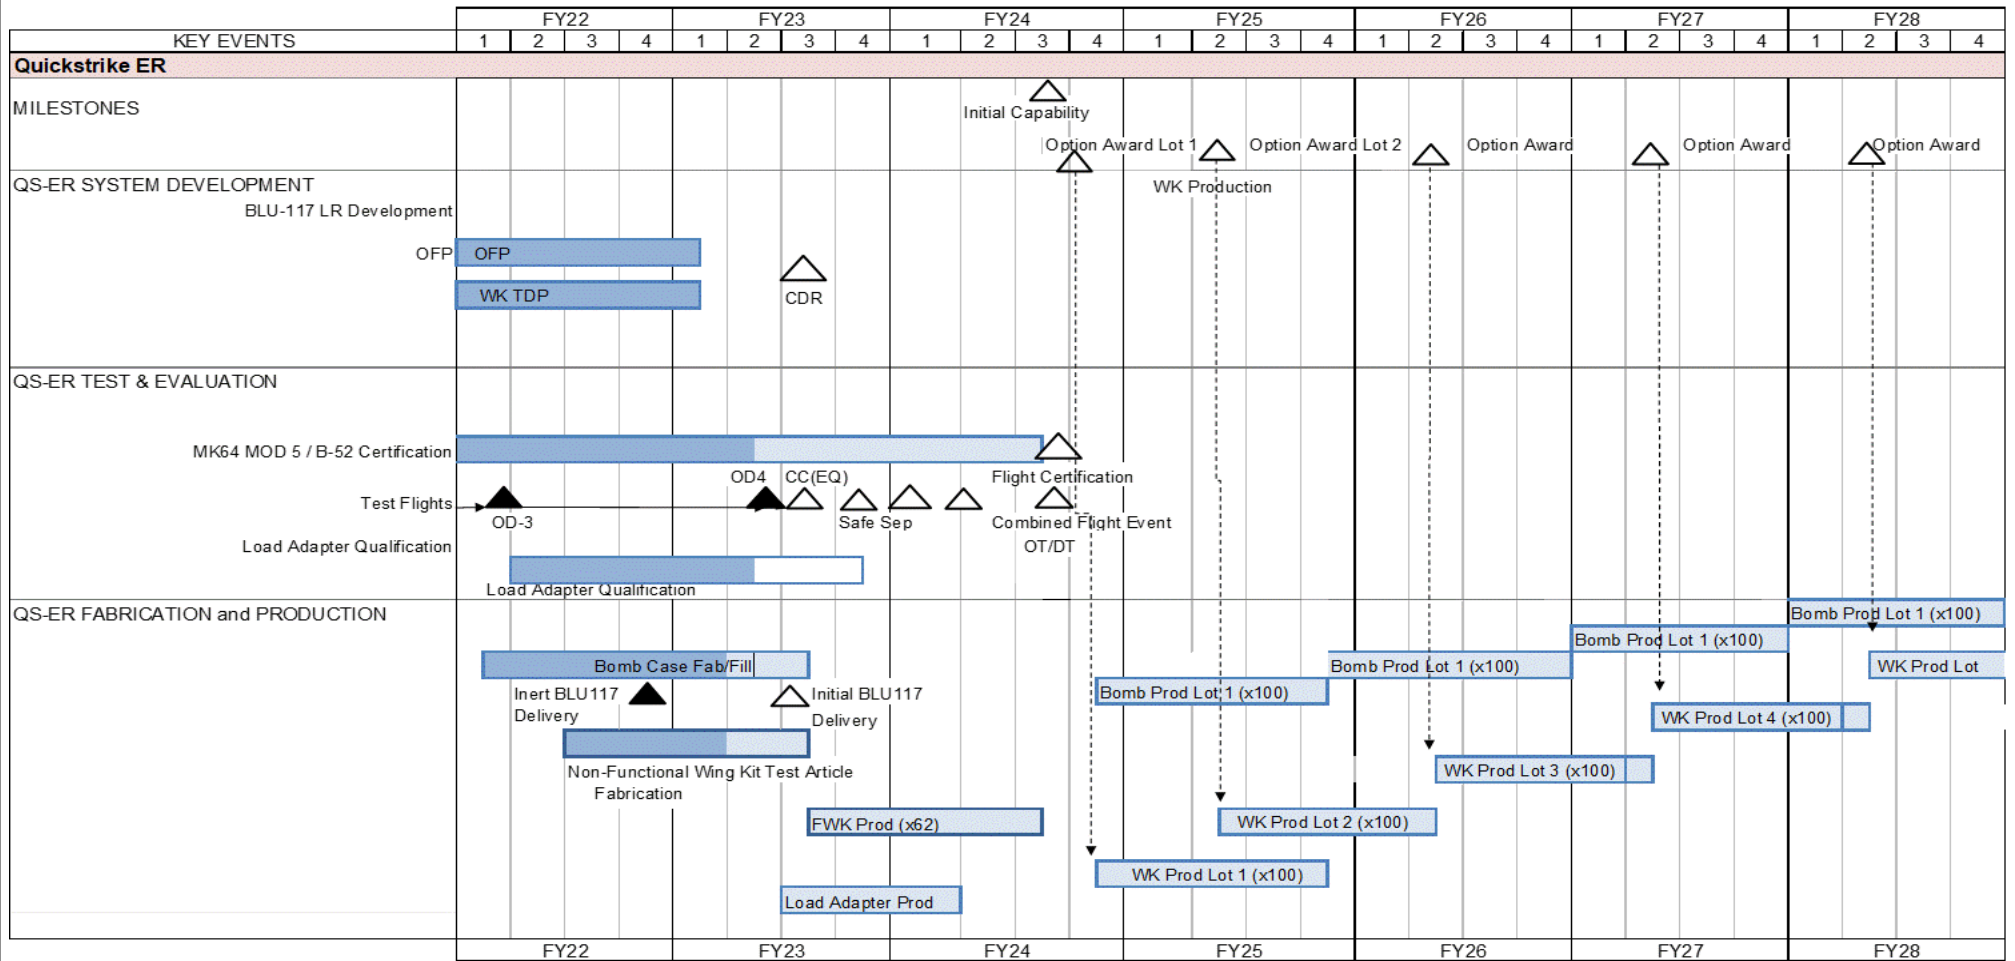 FY22 FY23 FY24 FY25 FY26 FY27 FY28
KEY EVENTS 1 2 3 4 1 2 3 4 1 2 3 4 1 2 3 4 1 2 3 4 1 2 3 4 1 2 3 4
Quickstrike ER
MILESTONES
Initial Capability
Option Award Lot 1
Option Award Lot 2
Option Award
Option Award
Option Award
QS-ER SYSTEM DEVELOPMENT
WK Production
BLU-117 LR Development
OFP
OFP
WK TDP
CDR
QS-ER TEST & EVALUATION
MK64 MOD 5 / B-52 Certification
OD4 CC(EQ)
Flight Certification
Test Flights
OD-3
Safe Sep
Combined Flight Event
OT/DT
Load Adapter Qualification
Load Adapter Qualification
QS-ER FABRICATION and PRODUCTION
Bomb Prod Lot 1 (x100)
Bomb Prod Lot 1 (x100)
Bomb Case Fab/Fill
Bomb Prod Lot 1 (x100)
WK Prod Lot
Bomb Prod Lot 1 (x100)
Inert BLU117
Delivery
Initial BLU117
Delivery
WK Prod Lot 4 (x100)
Non-Functional Wing Kit Test Article
Fabrication
WK Prod Lot 3 (x100)
FWK Prod (x62)
WK Prod Lot 2 (x100)
WK Prod Lot 1 (x100)
Load Adapter Prod
FY22 FY23 FY24 FY25 FY26 FY27 FY28